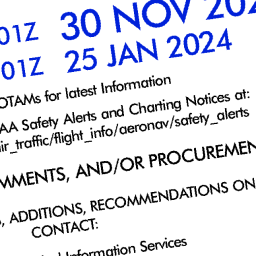 01Z 30 NOV 202
01Z 25 JAN 2024
OTAMs for latest Information
AA Safety Alerts and Charting Notices at:
ir_traffic/flight_info/aeronav/safety_alerts
MMENTS, AND/OR PROCUREMEN
, ADDITIONS, RECOMMENDATIONS ON
CONTACT:
Information Services